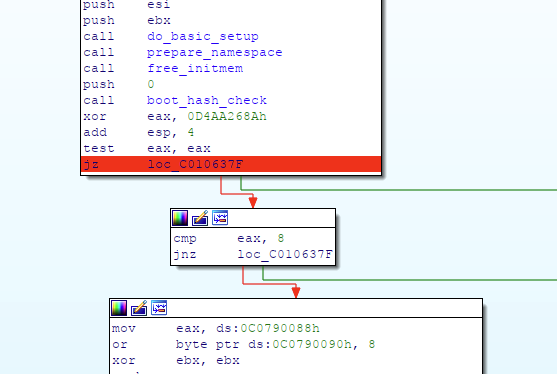 push esi
push ebx
call do_basic_setup
call prepare_namespace
call free_initmem
push 0
call boot_hash_check
xor eax, 0D4AA268Ah
add esp, 4
test eax, eax
jz loc_C010637F
cmp eax, 8
jnz loc_C010637F
mov eax, ds:0C0790088h
or byte ptr ds:0C0790090h, 8
xor ebx, ebx